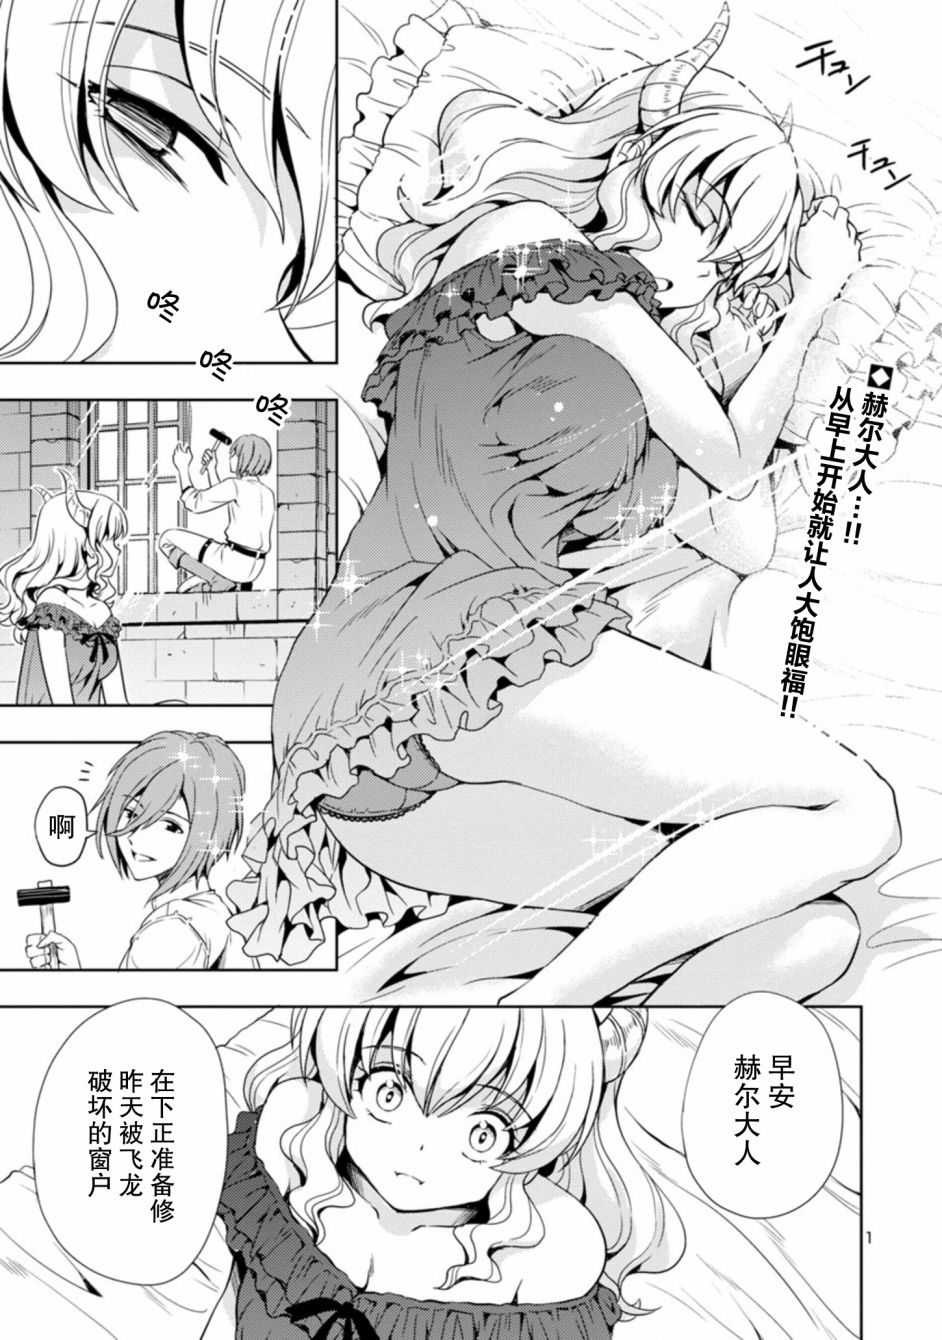 チュン
チュン
◆赫尔大人…!!
从早上开始就让人大饱眼福!!
咚
咚
咚
啊
早安
赫尔大人
在下正准备修
昨天被飞龙
破坏的窗户
1